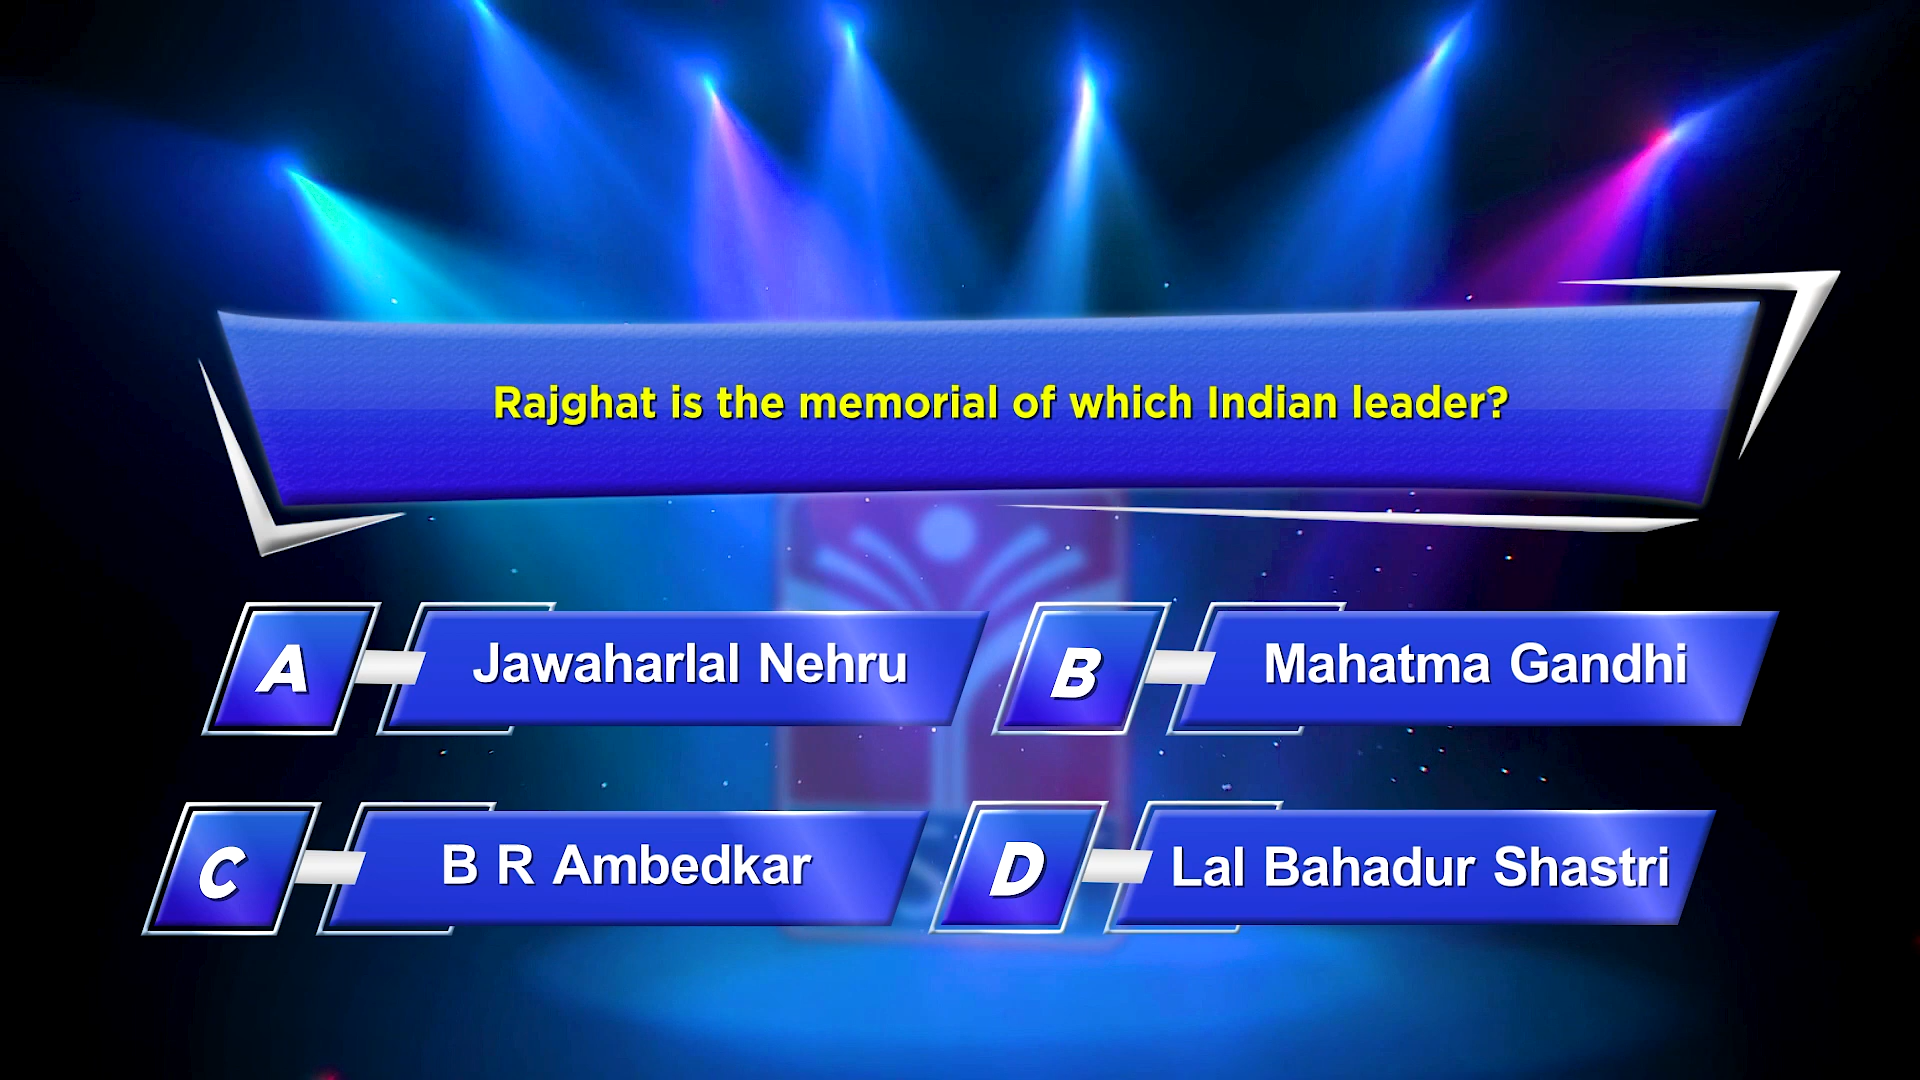 Rajghat is the memorial of which Indian leader?
A Jawaharlal Nehru
B Mahatma Gandhi
C B R Ambedkar
D Lal Bahadur Shastri